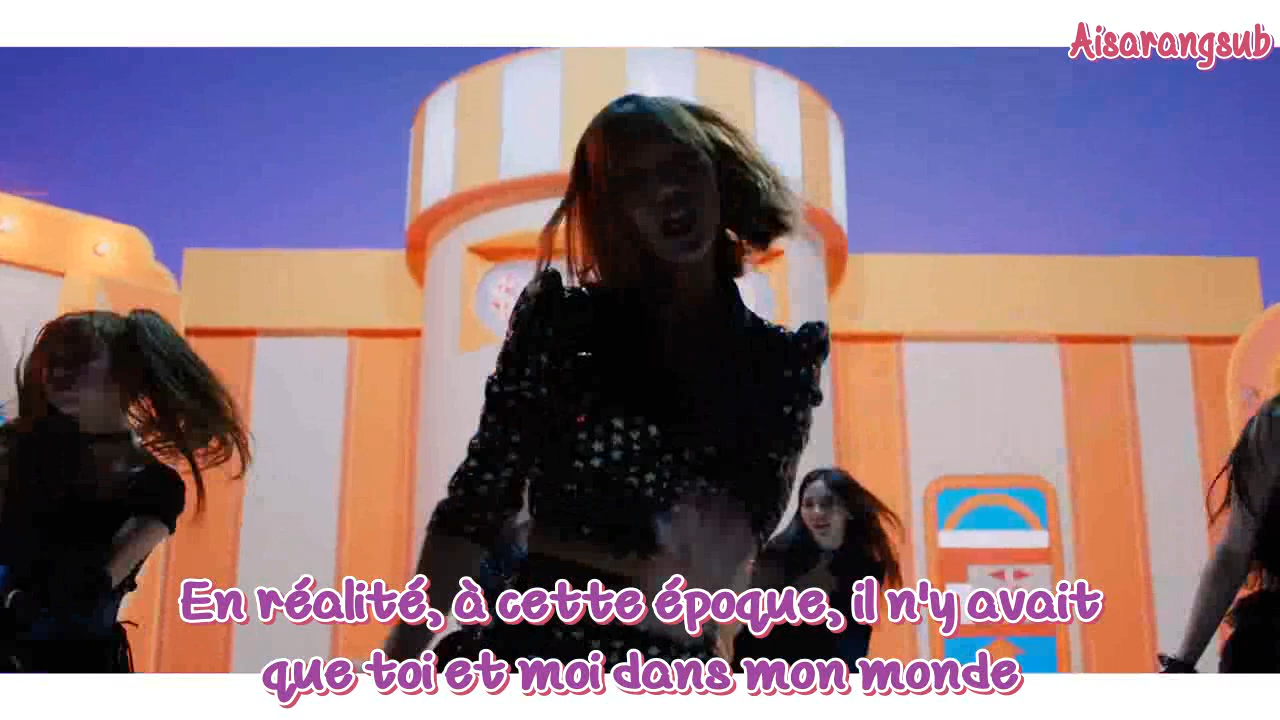 Aisarangsub
En réalité, à cette époque, il n'y avait
que toi et moi dans mon monde